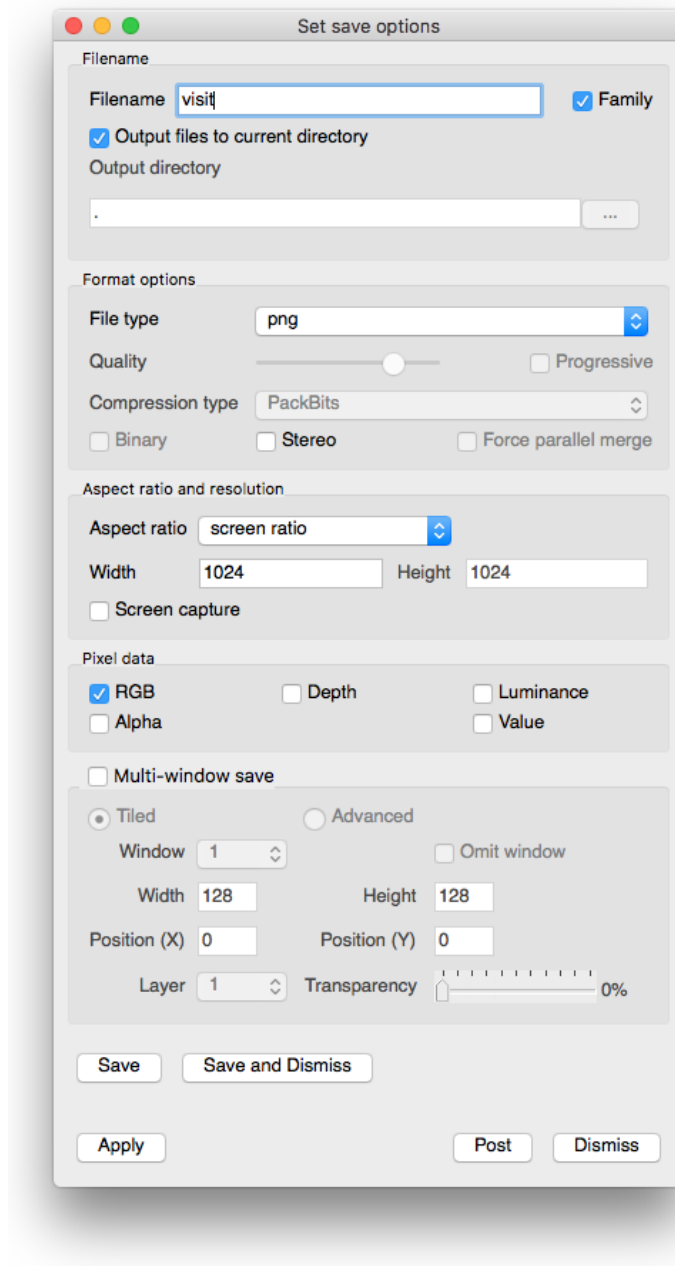 Set save options
Filename
Filename visit Family
Output files to current directory
Output directory
. ...
Format options
File type png
Quality Progressive
Compression type PackBits
Binary Stereo Force parallel merge
Aspect ratio and resolution
Aspect ratio screen ratio
Width 1024 Height 1024
Screen capture
Pixel data
RGB Depth Luminance
Alpha Value
Multi-window save
Tiled Advanced
Window 1 Omit window
Width 128 Height 128
Position (X) 0 Position (Y) 0
Layer 1 Transparency 0%
Save Save and Dismiss
Apply Post Dismiss